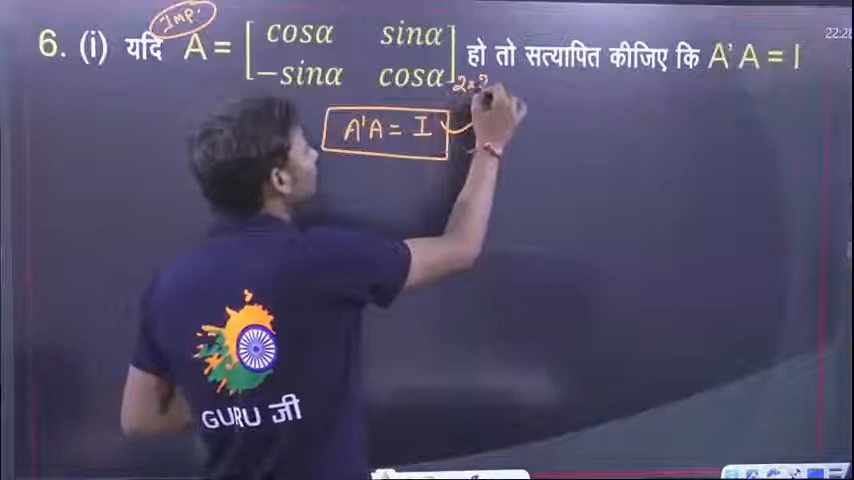 Imp.
6. (i) यदि A = [ cosα sinα हो तो सत्यापित कीजिए कि A' A = I
−sinα cosα ] 2×2
A'A = I
GURU जी